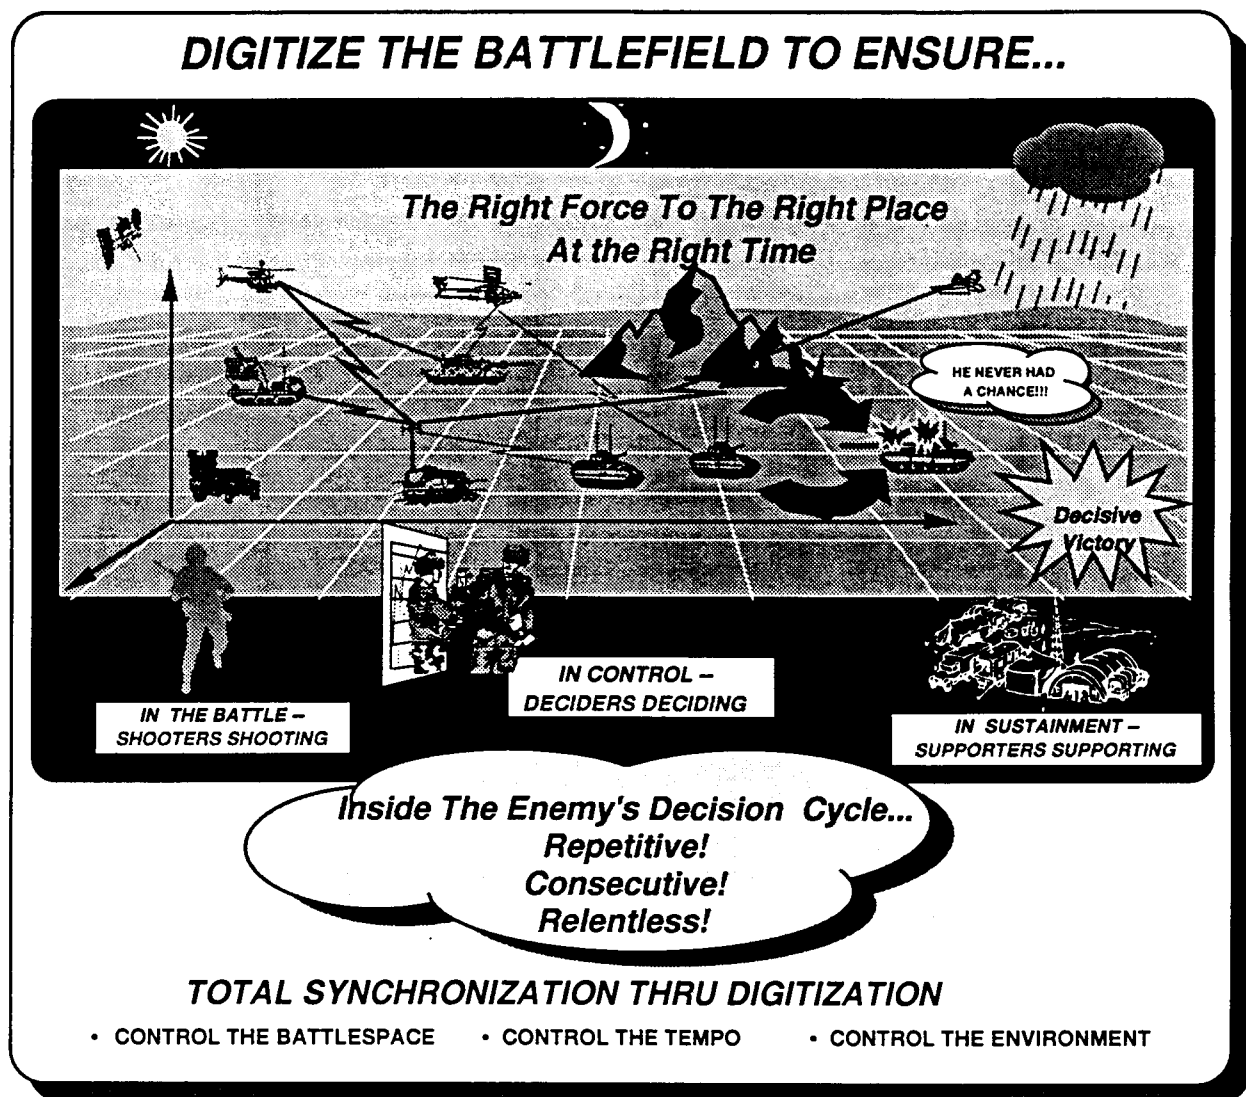 DIGITIZE THE BATTLEFIELD TO ENSURE...
The Right Force To The Right Place
At the Right Time
HE NEVER HAD
A CHANCE!!!
Decisive
Victory
IN CONTROL –
DECIDERS DECIDING
IN THE BATTLE –
SHOOTERS SHOOTING
IN SUSTAINMENT –
SUPPORTERS SUPPORTING
Inside The Enemy's Decision Cycle...
Repetitive!
Consecutive!
Relentless!
TOTAL SYNCHRONIZATION THRU DIGITIZATION
• CONTROL THE BATTLESPACE • CONTROL THE TEMPO • CONTROL THE ENVIRONMENT